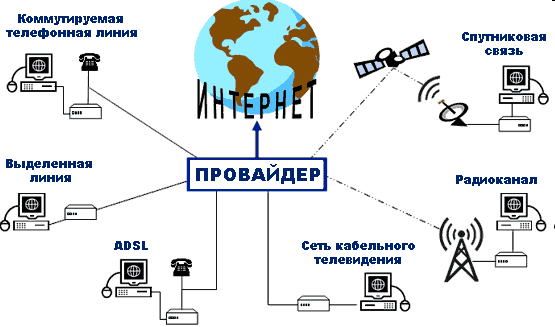 Коммутируемая
телефонная линия
ИНТЕРНЕТ
Спутниковая
связь
Выделенная
линия
ПРОВАЙДЕР
Радиоканал
ADSL
Сеть кабельного
телевидения